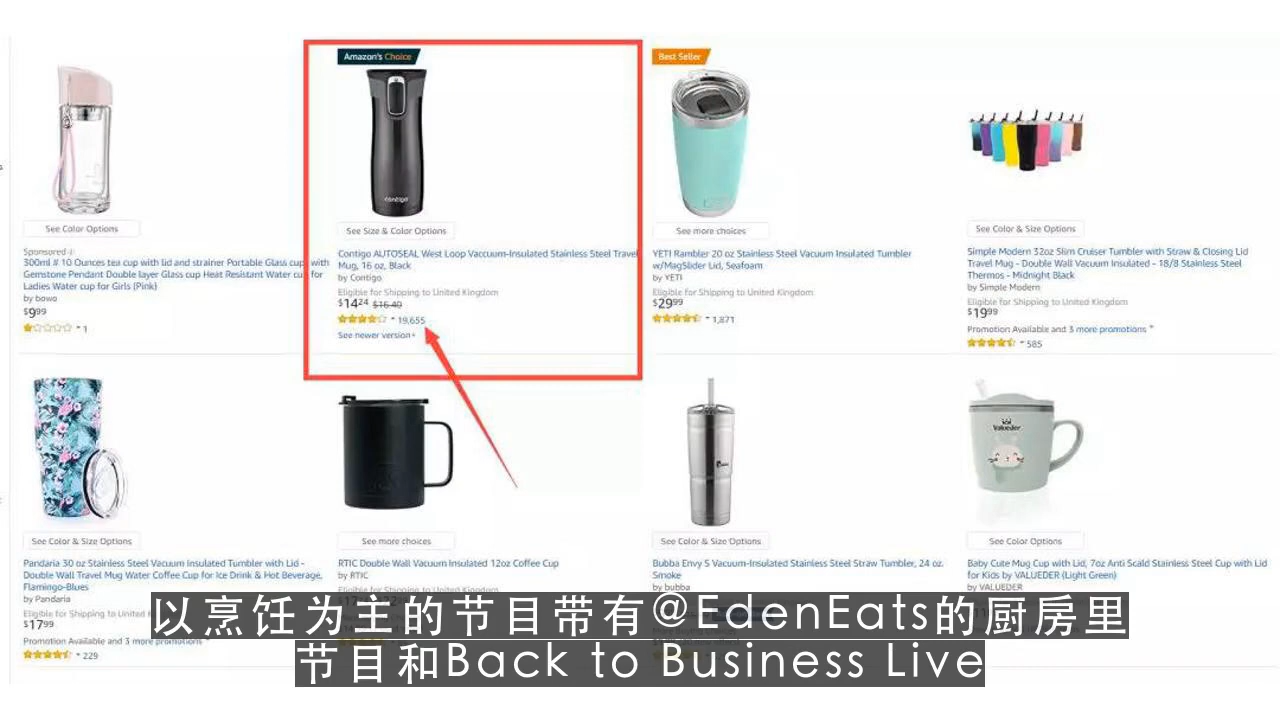 Amazon's Choice
Best Seller
contigo
See Color Options
See Size & Color Options
See more choices
See Color & Size Options
Sponsored
300ml # 10 Ounces tea cup with lid and strainer Portable Glass cup with
Gemstone Pendant Double layer Glass cup Heat Resistant Water cup for
Ladies Water cup for Girls (Pink)
by bowo
$9.99
1
Contigo AUTOSEAL West Loop Vaccuum-Insulated Stainless Steel Travel
Mug, 16 oz, Black
by Contigo
Eligible for Shipping to United Kingdom
$14.24 $16.40
19,655
See newer version
YETI Rambler 20 oz Stainless Steel Vacuum Insulated Tumbler
w/MagSlider Lid, Seafoam
by YETI
Eligible for Shipping to United Kingdom
$29.99
1,871
Simple Modern 32oz Slim Cruiser Tumbler with Straw & Closing Lid
Travel Mug - Double Wall Vacuum Insulated - 18/8 Stainless Steel
Thermos - Midnight Black
by Simple Modern
Eligible for Shipping to United Kingdom
$19.99
Promotion Available and 3 more promotions
585
Valueder
See Color & Size Options
See more choices
See Color & Size Options
See Color Options
Pandaria 30 oz Stainless Steel Vacuum Insulated Tumbler with Lid -
Double Wall Travel Mug Water Coffee Cup for Ice Drink & Hot Beverage,
Flamingo-Blues
by Pandaria
Eligible for Shipping to United
$17.99
Promotion Available and 3 more promotions
229
RTIC Double Wall Vacuum Insulated 12oz Coffee Cup
by RTIC
Eligible for Shipping to United Kingdom
Bubba Envy S Vacuum-Insulated Stainless Steel Straw Tumbler, 24 oz.
Smoke
by bubba
Baby Cute Mug Cup with Lid, 7oz Anti Scald Stainless Steel Cup with Lid
for Kids by VALUEDER (Light Green)
by VALUEDER
以烹饪为主的节目带有@EdenEats的厨房里
节目和Back to Business Live